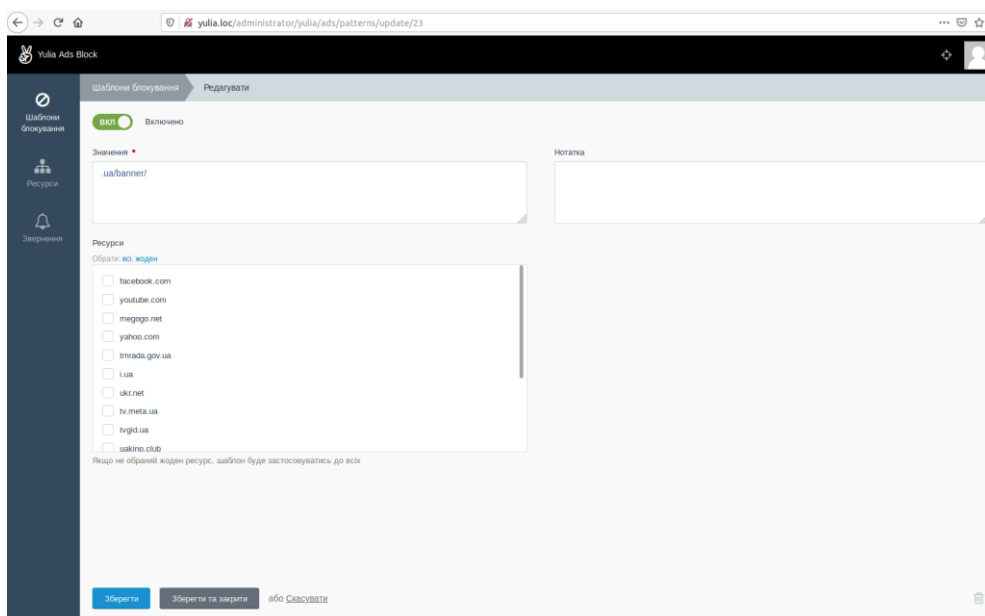 yulia.loc/administrator/yulia/ads/patterns/update/23
Yulia Ads Block
Шаблони блокування
Редагувати
Шаблони
блокування
Ресурси
Звернення
ВКЛ
Включено
Значення *
.ua/banner/
Нотатка
Ресурси
Обрати: всі, жоден
facebook.com
youtube.com
megogo.net
yahoo.com
tmrada.gov.ua
i.ua
ukr.net
tv.meta.ua
tvgid.ua
uakino.club
Якщо не обраний жоден ресурс, шаблон буде застосовуватись до всіх
Зберегти
Зберегти та закрити
або Скасувати